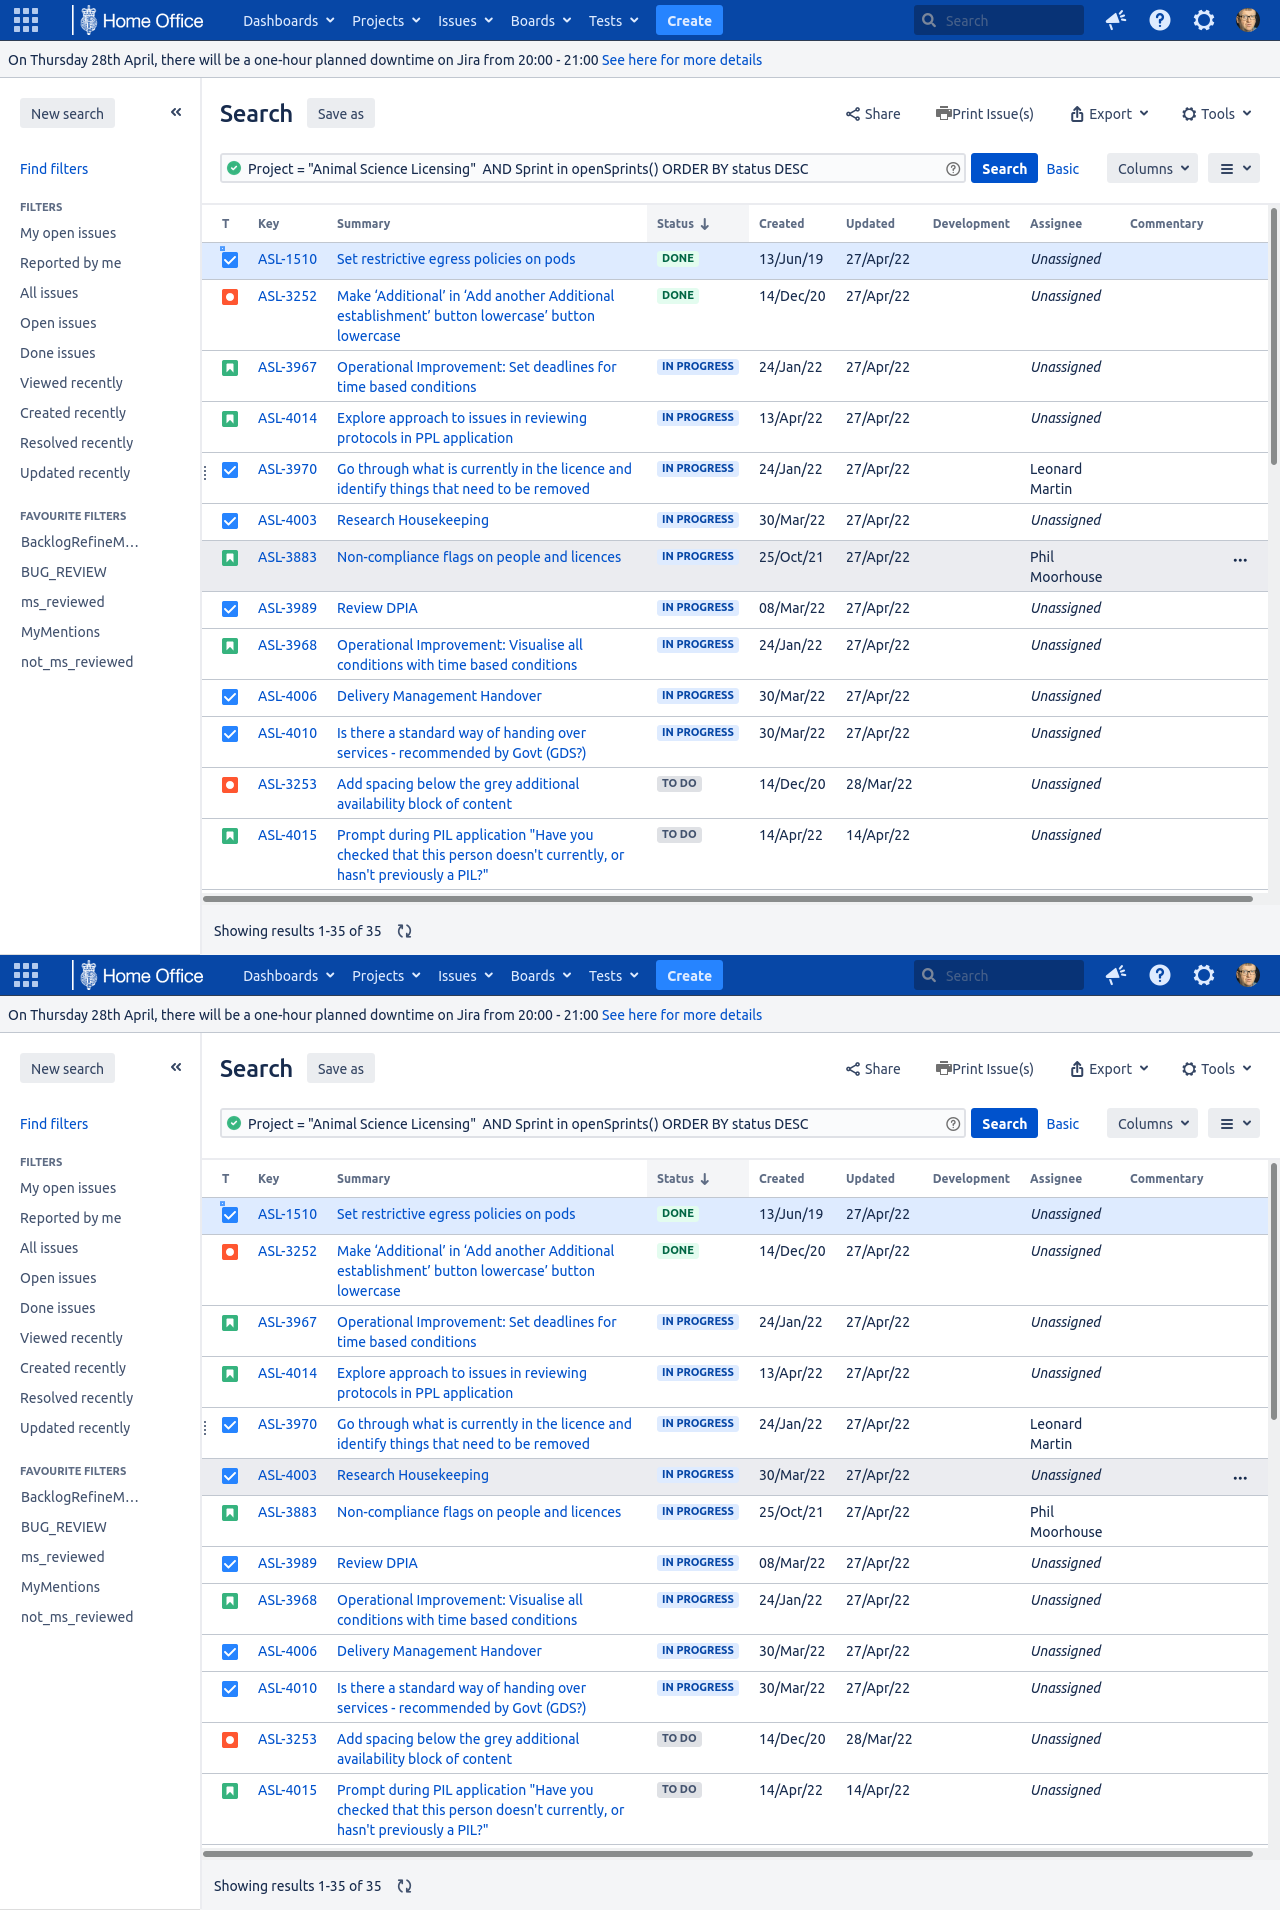 Home Office Dashboards Projects Issues Boards Tests Create Search
On Thursday 28th April, there will be a one-hour planned downtime on Jira from 20:00 - 21:00 See here for more details
New search
Find filters
FILTERS
My open issues
Reported by me
All issues
Open issues
Done issues
Viewed recently
Created recently
Resolved recently
Updated recently
FAVOURITE FILTERS
BacklogRefineM...
BUG_REVIEW
ms_reviewed
MyMentions
not_ms_reviewed
Search Save as Share Print Issue(s) Export Tools
Project = "Animal Science Licensing" AND Sprint in openSprints() ORDER BY status DESC Search Basic Columns
T Key Summary Status Created Updated Development Assignee Commentary
ASL-1510 Set restrictive egress policies on pods DONE 13/Jun/19 27/Apr/22 Unassigned
ASL-3252 Make ‘Additional’ in ‘Add another Additional DONE 14/Dec/20 27/Apr/22 Unassigned
establishment’ button lowercase’ button
lowercase
ASL-3967 Operational Improvement: Set deadlines for IN PROGRESS 24/Jan/22 27/Apr/22 Unassigned
time based conditions
ASL-4014 Explore approach to issues in reviewing IN PROGRESS 13/Apr/22 27/Apr/22 Unassigned
protocols in PPL application
ASL-3970 Go through what is currently in the licence and IN PROGRESS 24/Jan/22 27/Apr/22 Leonard
identify things that need to be removed Martin
ASL-4003 Research Housekeeping IN PROGRESS 30/Mar/22 27/Apr/22 Unassigned
ASL-3883 Non-compliance flags on people and licences IN PROGRESS 25/Oct/21 27/Apr/22 Phil
Moorhouse
ASL-3989 Review DPIA IN PROGRESS 08/Mar/22 27/Apr/22 Unassigned
ASL-3968 Operational Improvement: Visualise all IN PROGRESS 24/Jan/22 27/Apr/22 Unassigned
conditions with time based conditions
ASL-4006 Delivery Management Handover IN PROGRESS 30/Mar/22 27/Apr/22 Unassigned
ASL-4010 Is there a standard way of handing over IN PROGRESS 30/Mar/22 27/Apr/22 Unassigned
services - recommended by Govt (GDS?)
ASL-3253 Add spacing below the grey additional TO DO 14/Dec/20 28/Mar/22 Unassigned
availability block of content
ASL-4015 Prompt during PIL application "Have you TO DO 14/Apr/22 14/Apr/22 Unassigned
checked that this person doesn't currently, or
hasn't previously a PIL?"
Showing results 1-35 of 35
Home Office Dashboards Projects Issues Boards Tests Create Search
On Thursday 28th April, there will be a one-hour planned downtime on Jira from 20:00 - 21:00 See here for more details
New search
Find filters
FILTERS
My open issues
Reported by me
All issues
Open issues
Done issues
Viewed recently
Created recently
Resolved recently
Updated recently
FAVOURITE FILTERS
BacklogRefineM...
BUG_REVIEW
ms_reviewed
MyMentions
not_ms_reviewed
Search Save as Share Print Issue(s) Export Tools
Project = "Animal Science Licensing" AND Sprint in openSprints() ORDER BY status DESC Search Basic Columns
T Key Summary Status Created Updated Development Assignee Commentary
ASL-1510 Set restrictive egress policies on pods DONE 13/Jun/19 27/Apr/22 Unassigned
ASL-3252 Make ‘Additional’ in ‘Add another Additional DONE 14/Dec/20 27/Apr/22 Unassigned
establishment’ button lowercase’ button
lowercase
ASL-3967 Operational Improvement: Set deadlines for IN PROGRESS 24/Jan/22 27/Apr/22 Unassigned
time based conditions
ASL-4014 Explore approach to issues in reviewing IN PROGRESS 13/Apr/22 27/Apr/22 Unassigned
protocols in PPL application
ASL-3970 Go through what is currently in the licence and IN PROGRESS 24/Jan/22 27/Apr/22 Leonard
identify things that need to be removed Martin
ASL-4003 Research Housekeeping IN PROGRESS 30/Mar/22 27/Apr/22 Unassigned
ASL-3883 Non-compliance flags on people and licences IN PROGRESS 25/Oct/21 27/Apr/22 Phil
Moorhouse
ASL-3989 Review DPIA IN PROGRESS 08/Mar/22 27/Apr/22 Unassigned
ASL-3968 Operational Improvement: Visualise all IN PROGRESS 24/Jan/22 27/Apr/22 Unassigned
conditions with time based conditions
ASL-4006 Delivery Management Handover IN PROGRESS 30/Mar/22 27/Apr/22 Unassigned
ASL-4010 Is there a standard way of handing over IN PROGRESS 30/Mar/22 27/Apr/22 Unassigned
services - recommended by Govt (GDS?)
ASL-3253 Add spacing below the grey additional TO DO 14/Dec/20 28/Mar/22 Unassigned
availability block of content
ASL-4015 Prompt during PIL application "Have you TO DO 14/Apr/22 14/Apr/22 Unassigned
checked that this person doesn't currently, or
hasn't previously a PIL?"
Showing results 1-35 of 35